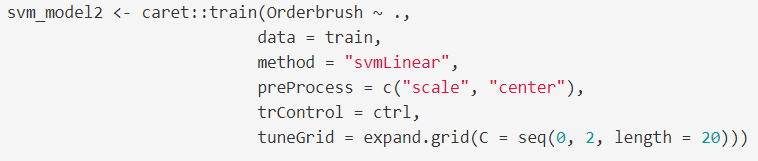 svm_model2 <- caret::train(Orderbrush ~ .,
data = train,
method = "svmLinear",
preProcess = c("scale", "center"),
trControl = ctrl,
tuneGrid = expand.grid(C = seq(0, 2, length = 20)))